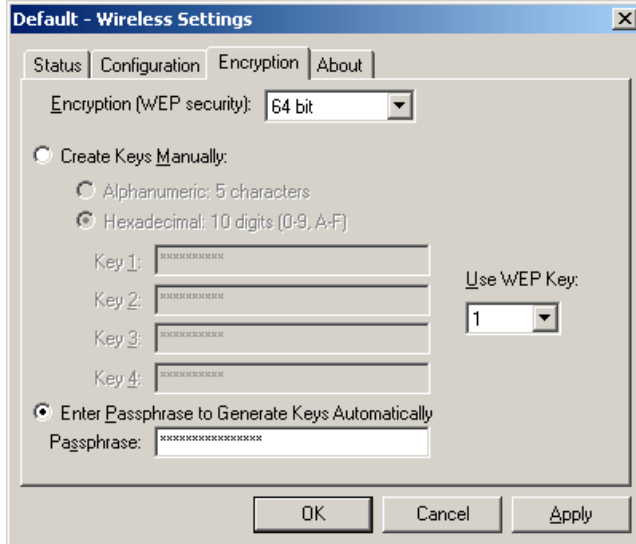 Default - Wireless Settings
Status Configuration Encryption About
Encryption (WEP security): 64 bit
Create Keys Manually:
Alphanumeric: 5 characters
Hexadecimal: 10 digits (0-9, A-F)
Key 1: **********
Use WEP Key:
Key 2: **********
1
Key 3: **********
Key 4: **********
Enter Passphrase to Generate Keys Automatically
Passphrase: ****************
OK Cancel Apply